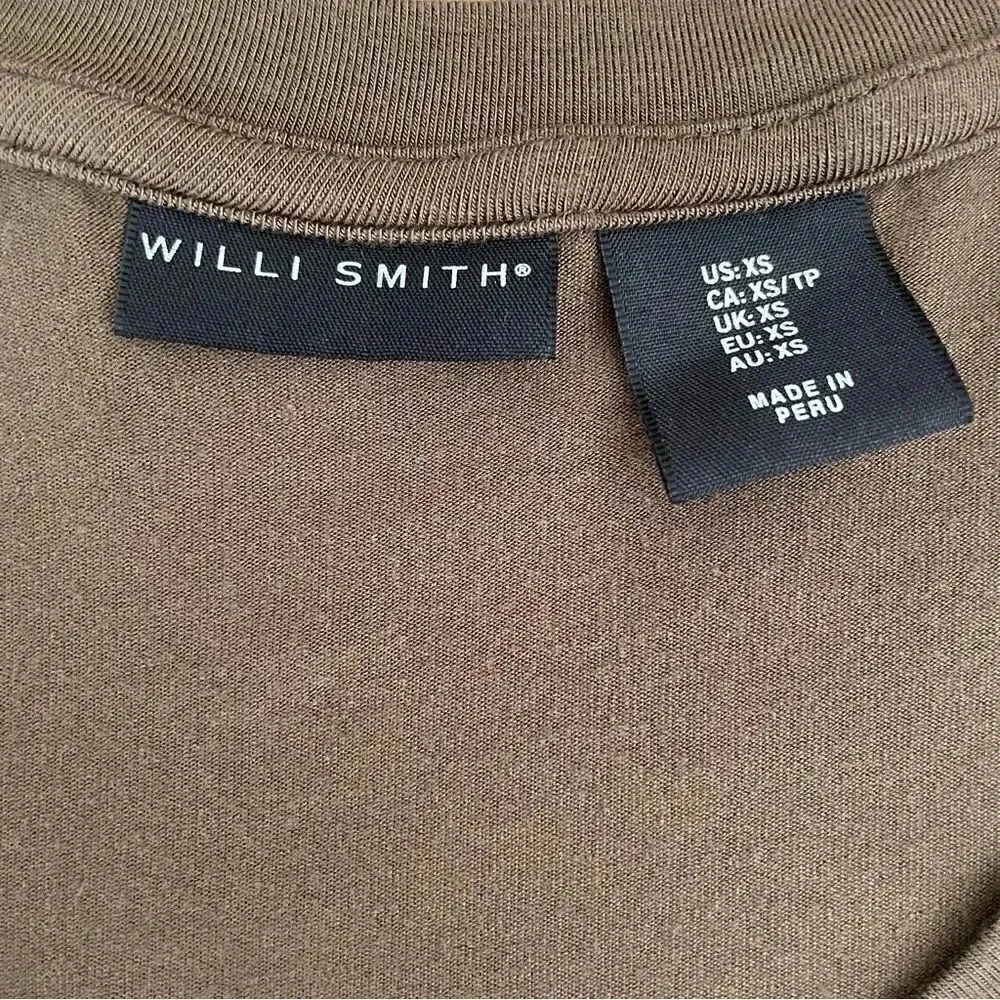 WILLI SMITH®
US: XS
CA: XS/TP
UK: XS
EU: XS
AU: XS
MADE IN
PERU